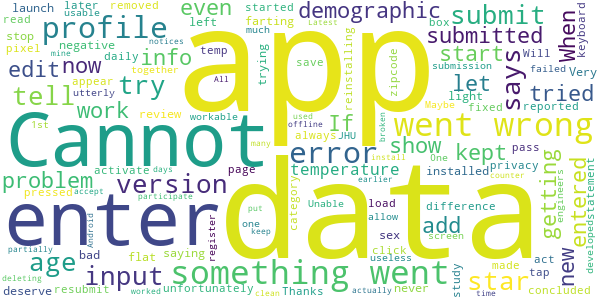 launch later usable
read stop pixel
profile
removed
even
started
farting
left
negative
temp
box
demographic
Latest
much
submit
keyboard
notices
mine
daily
together
app
submitted
says
When
edit now info
try
trying
save
reinstalling
zipcode
start
let
tried
Will
failed
Very
submission
tell
appear
All
utterly
review
light
fixed
reported
Cannot
work
1st
workable
If
always
used
offline
JHU
broken
went wrong
many
Maybe
error
show
kept
One
pass
getting
entered
engineers
problem
activate
days
page
temperature
install
earlier
installed
privacy
developedstatement
version
pressed
accept
participate
enter
data
category
Unable
load
allow
difference
counter
add
star
new
age
Android
bad
register
put
one
keep
sex
click
screen
useless
made
act
tap
partially
input
flat
saying
something went
study
deserve
deleting
resubmit
worked
unfortunately
clean
Thanks
actually
never
time
concluded